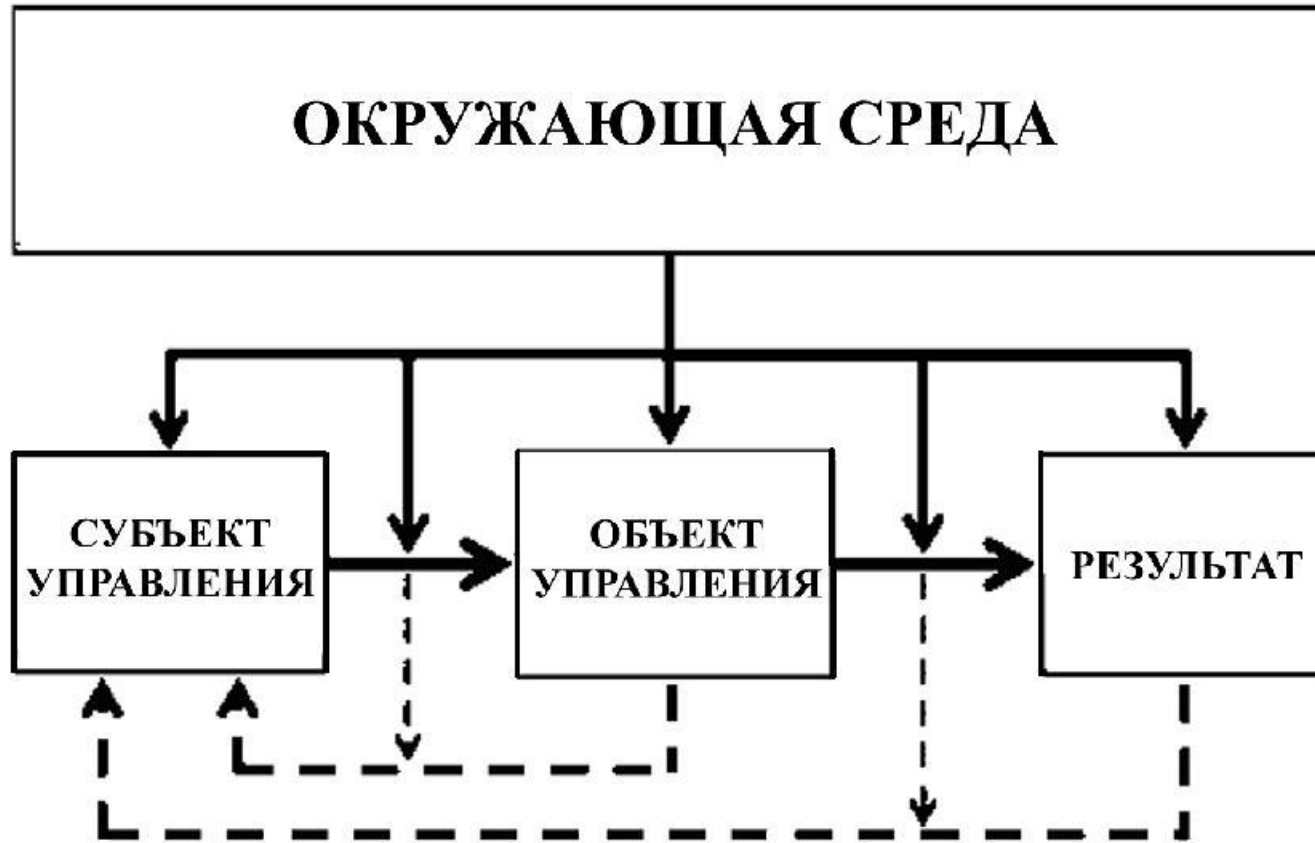 ОКРУЖАЮЩАЯ СРЕДА
СУБЪЕКТ
УПРАВЛЕНИЯ
ОБЪЕКТ
УПРАВЛЕНИЯ
РЕЗУЛЬТАТ